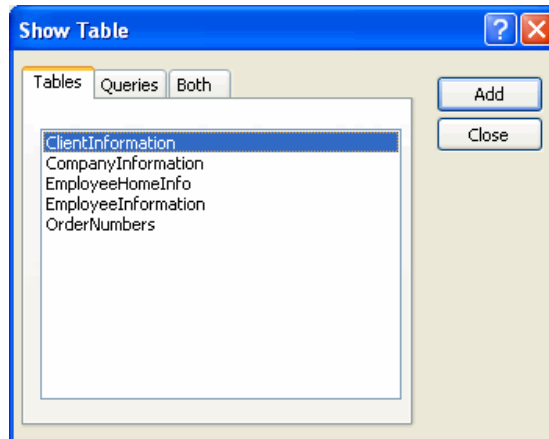 Show Table
?
Tables Queries Both
Add
Close
ClientInformation
CompanyInformation
EmployeeHomeInfo
EmployeeInformation
OrderNumbers